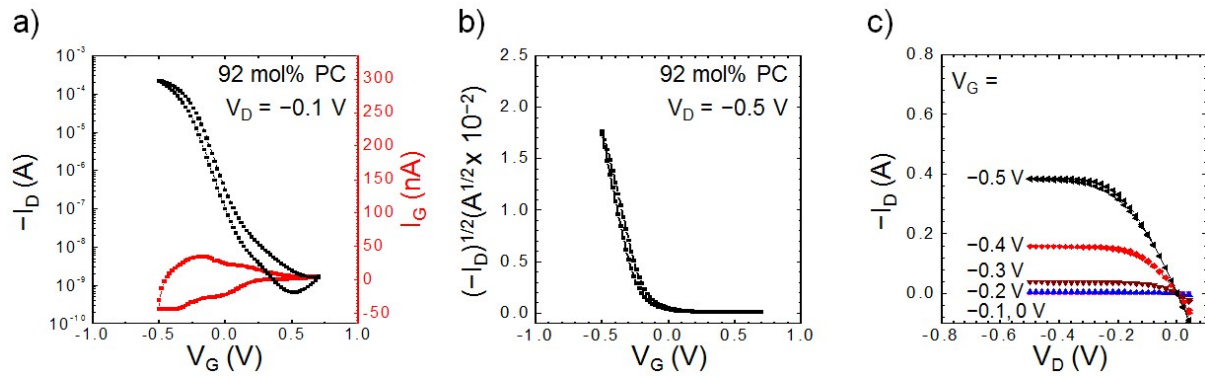 a)
92 mol% PC
V_D = −0.1 V
10^-3
10^-4
10^-5
10^-6
10^-7
10^-8
10^-9
10^-10
−I_D (A)
300
250
200
150
100
50
0
-50
I_G (nA)
-1.0 -0.5 0.0 0.5 1.0
V_G (V)
b)
92 mol% PC
V_D = −0.5 V
2.5
2.0
1.5
1.0
0.5
0.0
(−I_D)^1/2 (A^1/2 x 10^−2)
-1.0 -0.5 0.0 0.5 1.0
V_G (V)
c)
V_G =
−0.5 V
−0.4 V
−0.3 V
−0.2 V
−0.1, 0 V
0.8
0.6
0.4
0.2
0.0
−I_D (A)
-0.8 -0.6 -0.4 -0.2 0.0
V_D (V)